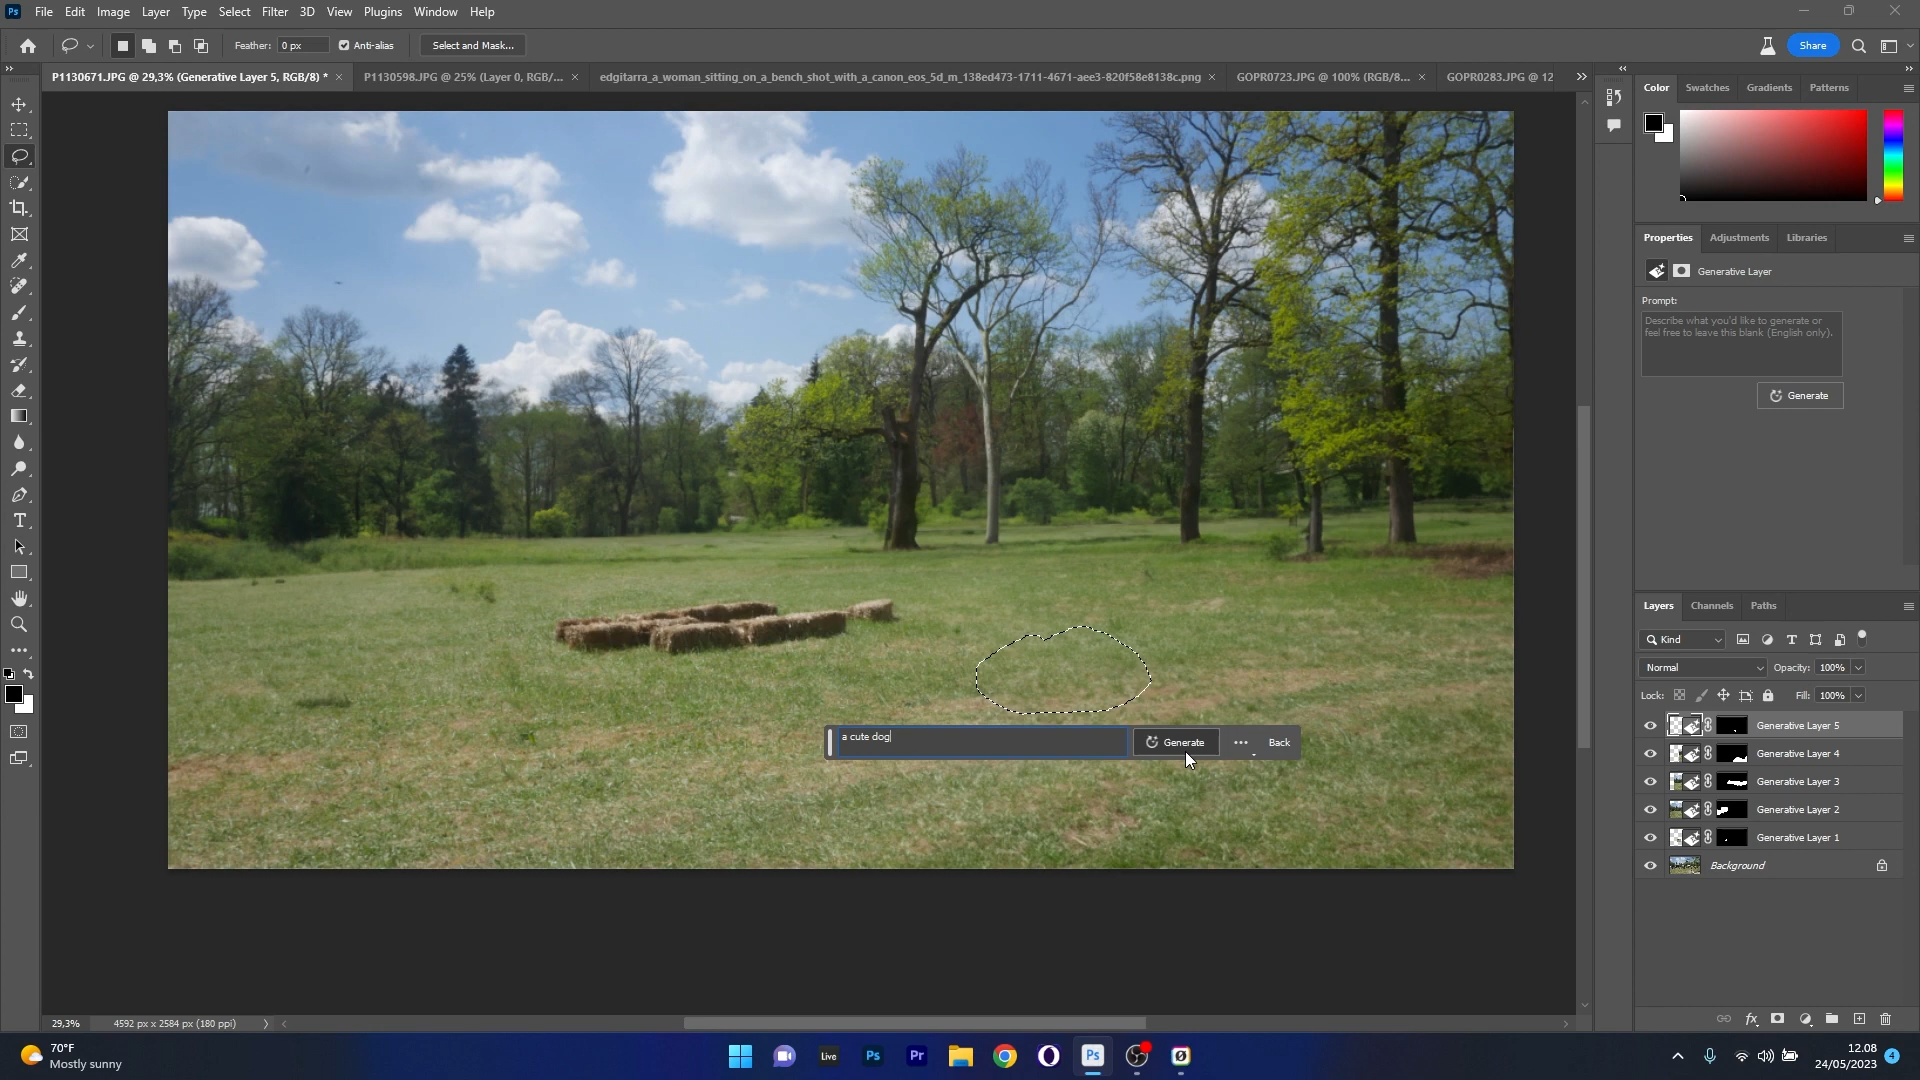 Ps File Edit Image Layer Type Select Filter 3D View Plugins Window Help
Feather: 0 px Anti-alias Select and Mask... Share
P1130671.JPG @ 29,3% (Generative Layer 5, RGB/8) * P1130598.JPG @ 25% (Layer 0, RGB/... edgitarra_a_woman_sitting_on_a_bench_shot_with_a_canon_eos_5d_m_138ed473-1711-4671-aee3-820f58e8138c.png GOPR0723.JPG @ 100% (RGB/8... GOPR0283.JPG @ 12
Color Swatches Gradients Patterns
Properties Adjustments Libraries
Generative Layer
Prompt:
Describe what you'd like to generate or
feel free to leave this blank (English only).
Generate
Layers Channels Paths
Kind
Normal Opacity: 100%
Lock: Fill: 100%
Generative Layer 5
Generative Layer 4
Generative Layer 3
Generative Layer 2
Generative Layer 1
Background
a cute dog Generate Back
29,3% 4592 px x 2584 px (180 ppi)
70°F
Mostly sunny
Live Ps Pr Ps
12.08
24/05/2023 4